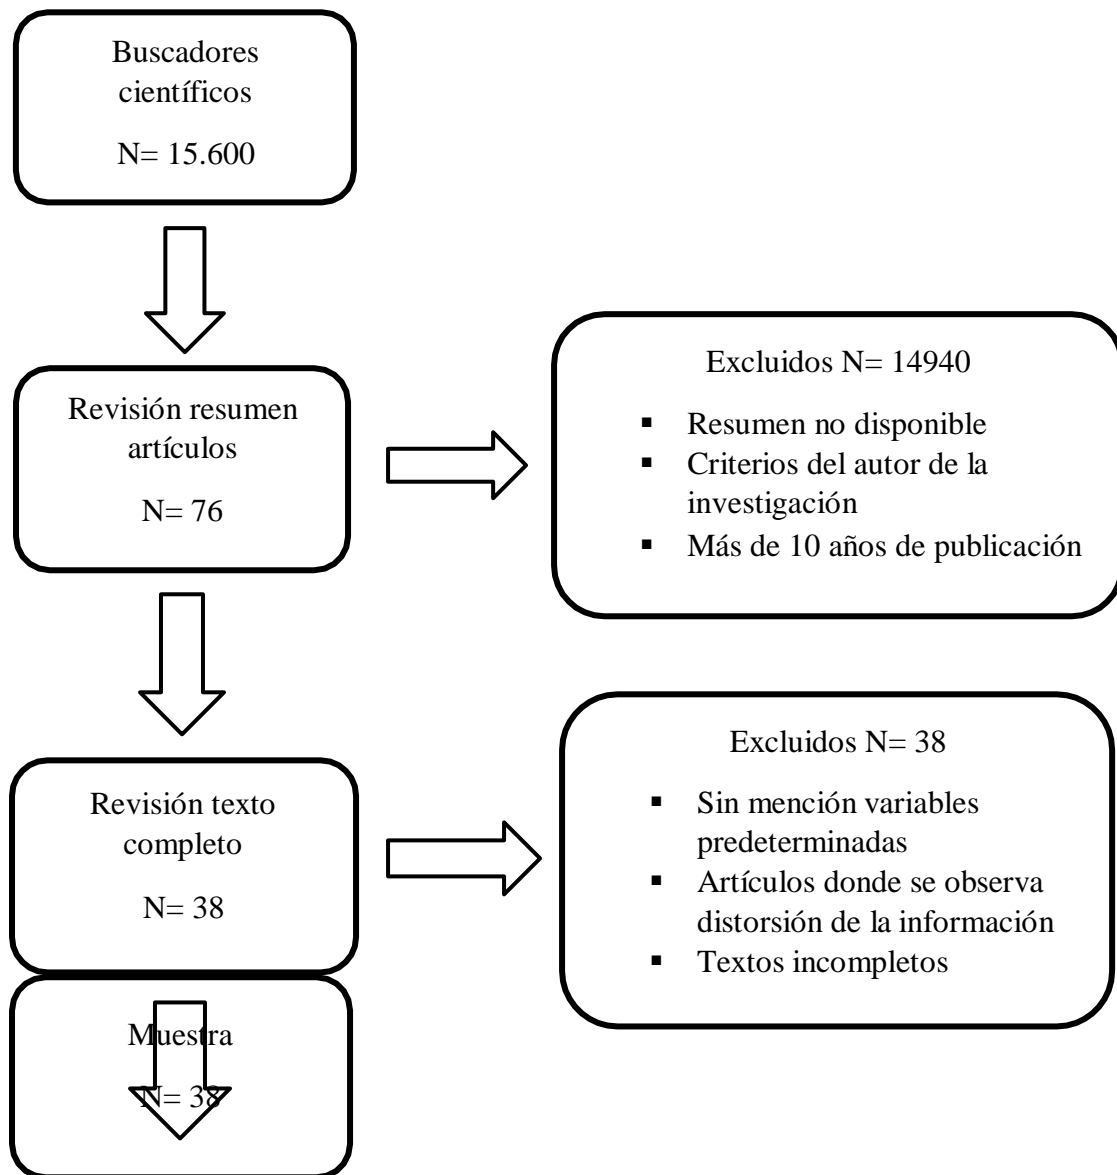 Buscadores
científicos
N= 15.600
Revisión resumen
artículos
N= 76
Excluidos N= 14940
▪ Resumen no disponible
▪ Criterios del autor de la
investigación
▪ Más de 10 años de publicación
Revisión texto
completo
N= 38
Excluidos N= 38
▪ Sin mención variables
predeterminadas
▪ Artículos donde se observa
distorsión de la información
▪ Textos incompletos
Muestra
N= 38